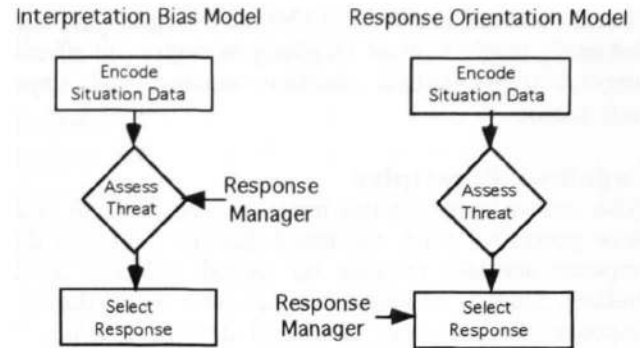 Interpretation Bias Model
Response Orientation Model
Encode
Situation Data
Encode
Situation Data
Assess
Threat
Response
Manager
Assess
Threat
Select
Response
Response
Manager
Select
Response